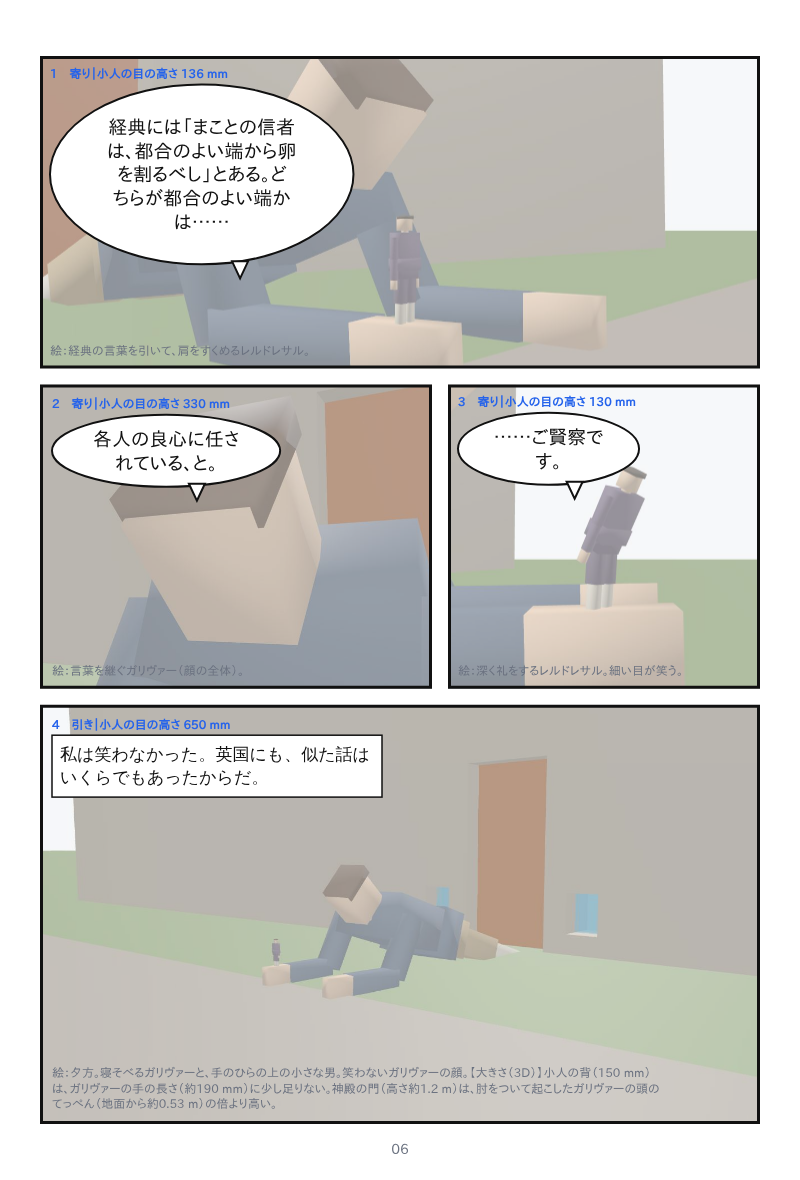 1 寄り|小人の目の高さ 136 mm
経典には「まことの信者
は、都合のよい端から卵
を割るべし」とある。ど
ちらが都合のよい端か
は……
絵：経典の言葉を引いて、肩をすくめるレルドレサル。
2 寄り|小人の目の高さ 330 mm
各人の良心に任さ
れている、と。
絵：言葉を継ぐガリヴァー（顔の全体）。
3 寄り|小人の目の高さ 130 mm
……ご賢察で
す。
絵：深く礼をするレルドレサル。細い目が笑う。
4 引き|小人の目の高さ 650 mm
私は笑わなかった。英国にも、似た話は
いくらでもあったからだ。
絵：夕方。寝そべるガリヴァーと、手のひらの上の小さな男。笑わないガリヴァーの顔。【大きさ（3D）】小人の背（150 mm）
は、ガリヴァーの手の長さ（約190 mm）に少し足りない。神殿の門（高さ約1.2 m）は、肘をついて起こしたガリヴァーの頭の
てっぺん（地面から約0.53 m）の倍より高い。
06